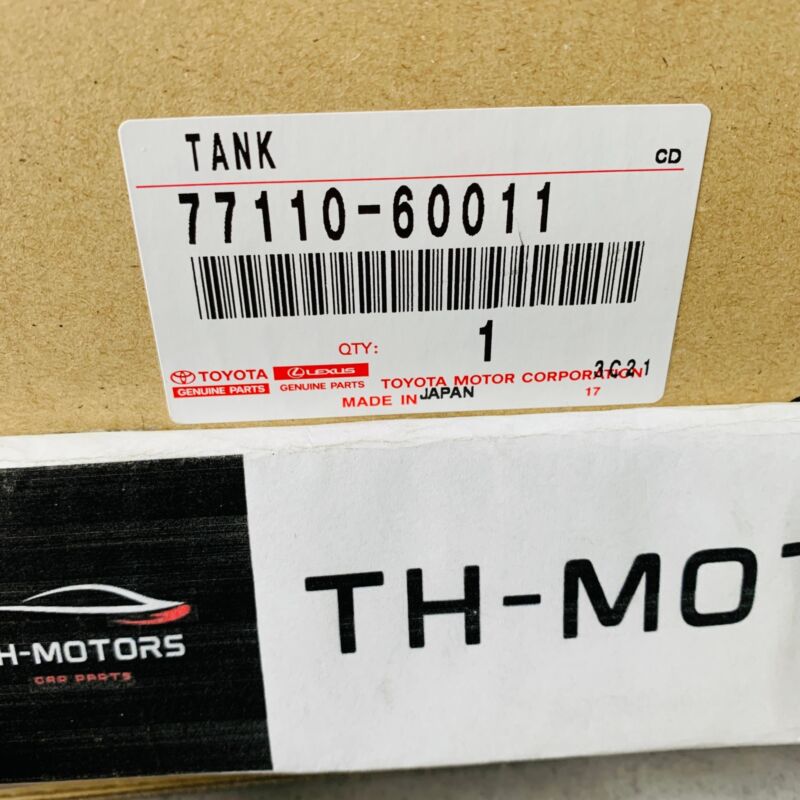 TANK
CD
77110-60011
QTY: 1
TOYOTA
GENUINE PARTS
LEXUS
GENUINE PARTS
TOYOTA MOTOR CORPORATION
3C21
MADE IN JAPAN
17
TH-MOT
H-MOTORS
CAR PARTS